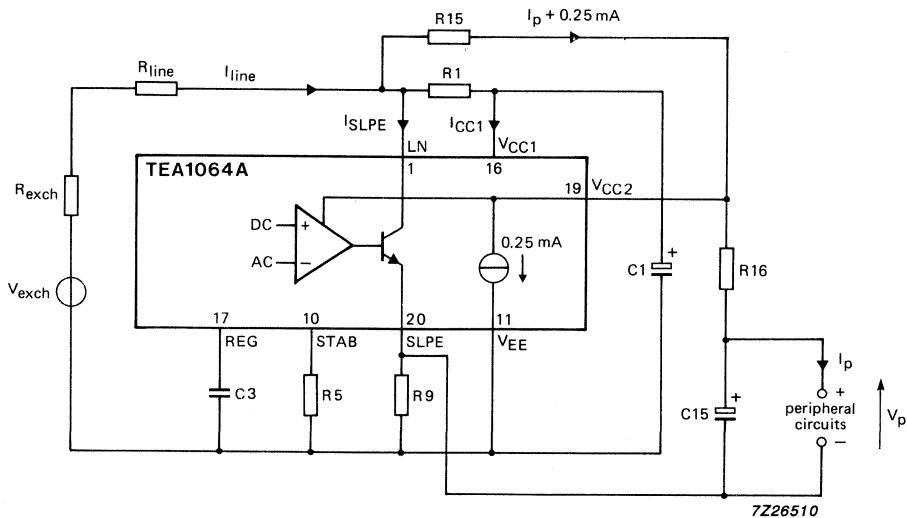 R15
Ip + 0.25 mA
Rline
Iline
R1
ISLPE
ICC1
LN
VCC1
TEA1064A
1
16
Rexch
19
VCC2
DC
+
0.25 mA
AC
−
+
C1
R16
Vexch
17
10
20
11
REG
STAB
SLPE
VEE
Ip
C3
R5
R9
+
C15
+
peripheral
circuits
−
Vp
7Z26510